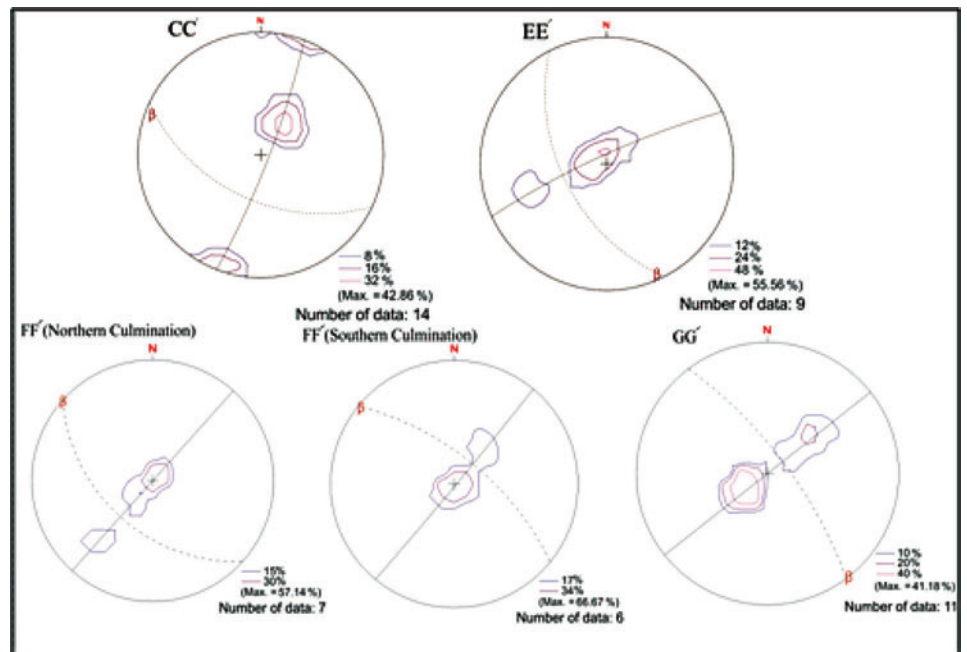 CC′
N
β
8 %
16%
32 %
(Max. = 42.86 %)
Number of data: 14
EE′
N
β
12%
24%
48 %
(Max. = 55.56 %)
Number of data: 9
FF′ (Northern Culmination)
N
β
15%
30%
(Max. = 57.14 %)
Number of data: 7
FF′ (Southern Culmination)
N
β
17%
34%
(Max. = 66.67 %)
Number of data: 6
GG′
N
β
10%
20%
40 %
(Max. = 41.18 %)
Number of data: 11